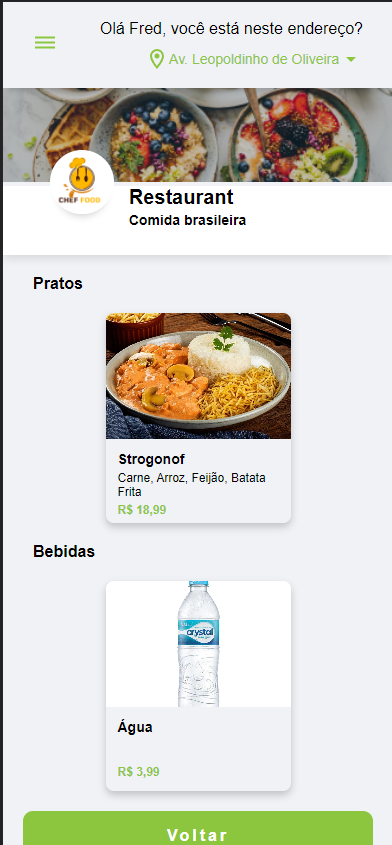 Olá Fred, você está neste endereço?
Av. Leopoldinho de Oliveira
CHEF FOOD
Restaurant
Comida brasileira
Pratos
Strogonof
Carne, Arroz, Feijão, Batata
Frita
R$ 18,99
Bebidas
crystal
Água
R$ 3,99
Voltar